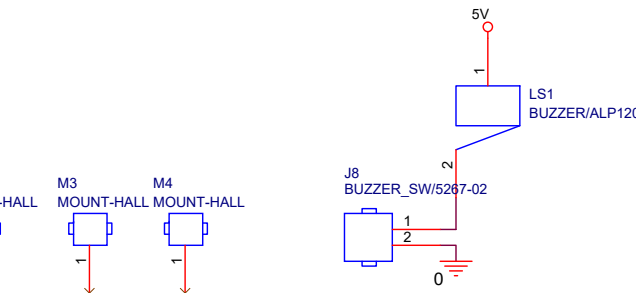 5V
1
LS1
BUZZER/ALP120
2
J8
BUZZER_SW/5267-02
1
2
0
-HALL
M3
MOUNT-HALL
1
M4
MOUNT-HALL
1